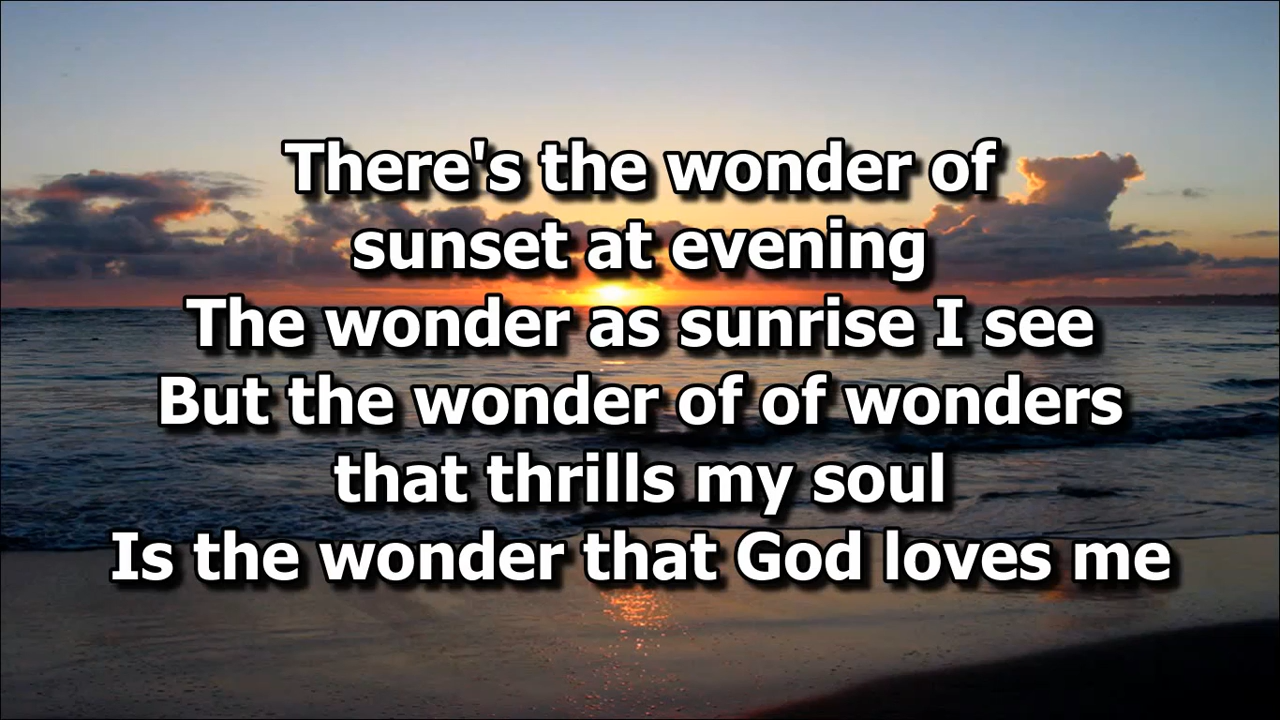 There's the wonder of
sunset at evening
The wonder as sunrise I see
But the wonder of of wonders
that thrills my soul
Is the wonder that God loves me